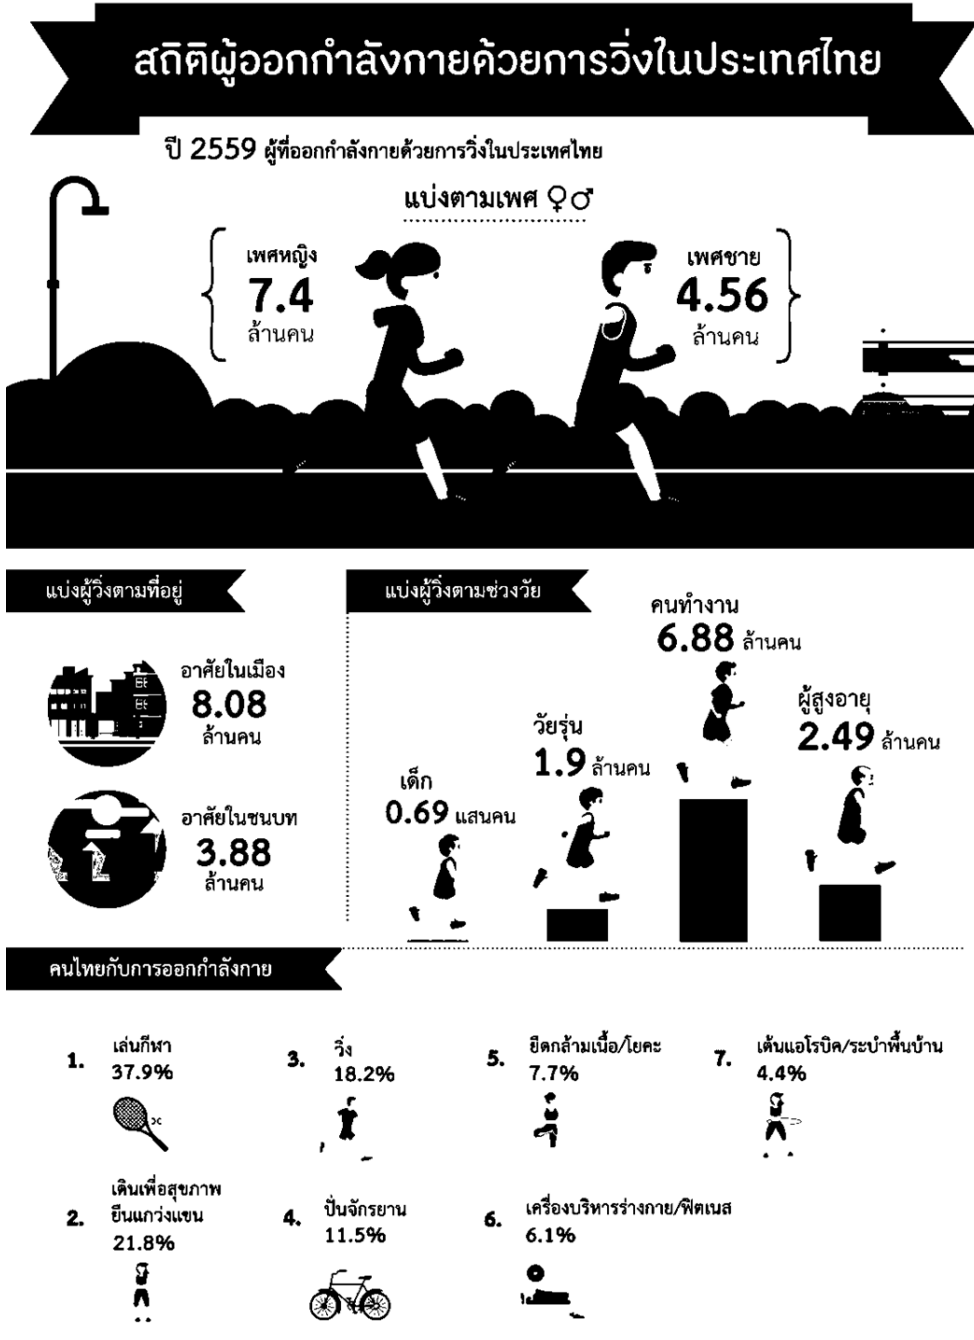 สถิติผู้ออกกำลังกายด้วยการวิ่งในประเทศไทย
ปี 2559 ผู้ที่ออกกำลังกายด้วยการวิ่งในประเทศไทย
แบ่งตามเพศ ♀♂
เพศหญิง
7.4
ล้านคน
เพศชาย
4.56
ล้านคน
แบ่งผู้วิ่งตามที่อยู่
อาศัยในเมือง
8.08
ล้านคน
อาศัยในชนบท
3.88
ล้านคน
แบ่งผู้วิ่งตามช่วงวัย
เด็ก
0.69 แสนคน
วัยรุ่น
1.9 ล้านคน
คนทำงาน
6.88 ล้านคน
ผู้สูงอายุ
2.49 ล้านคน
คนไทยกับการออกกำลังกาย
1. เล่นกีฬา
37.9%
2. เดินเพื่อสุขภาพ
ยืนแกว่งแขน
21.8%
3. วิ่ง
18.2%
4. ปั่นจักรยาน
11.5%
5. ยืดกล้ามเนื้อ/โยคะ
7.7%
6. เครื่องบริหารร่างกาย/ฟิตเนส
6.1%
7. เต้นแอโรบิค/ระบำพื้นบ้าน
4.4%